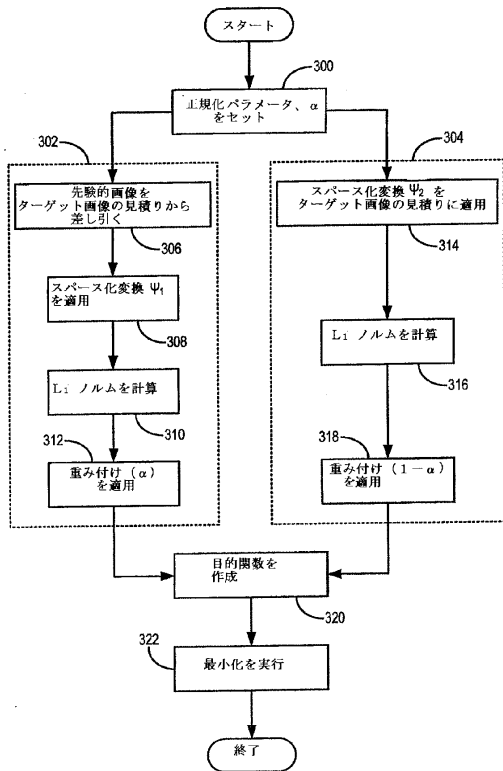 スタート
300
正規化パラメータ、α
をセット
302
先験的画像を
ターゲット画像の見積りから
差し引く
306
スパース化変換 Ψ1
を適用
308
L1 ノルムを計算
310
312
重み付け（α）
を適用
304
スパース化変換 Ψ2 を
ターゲット画像の見積りに適用
314
L1 ノルムを計算
316
318
重み付け（1－α）
を適用
目的関数を
作成
320
322
最小化を実行
終了